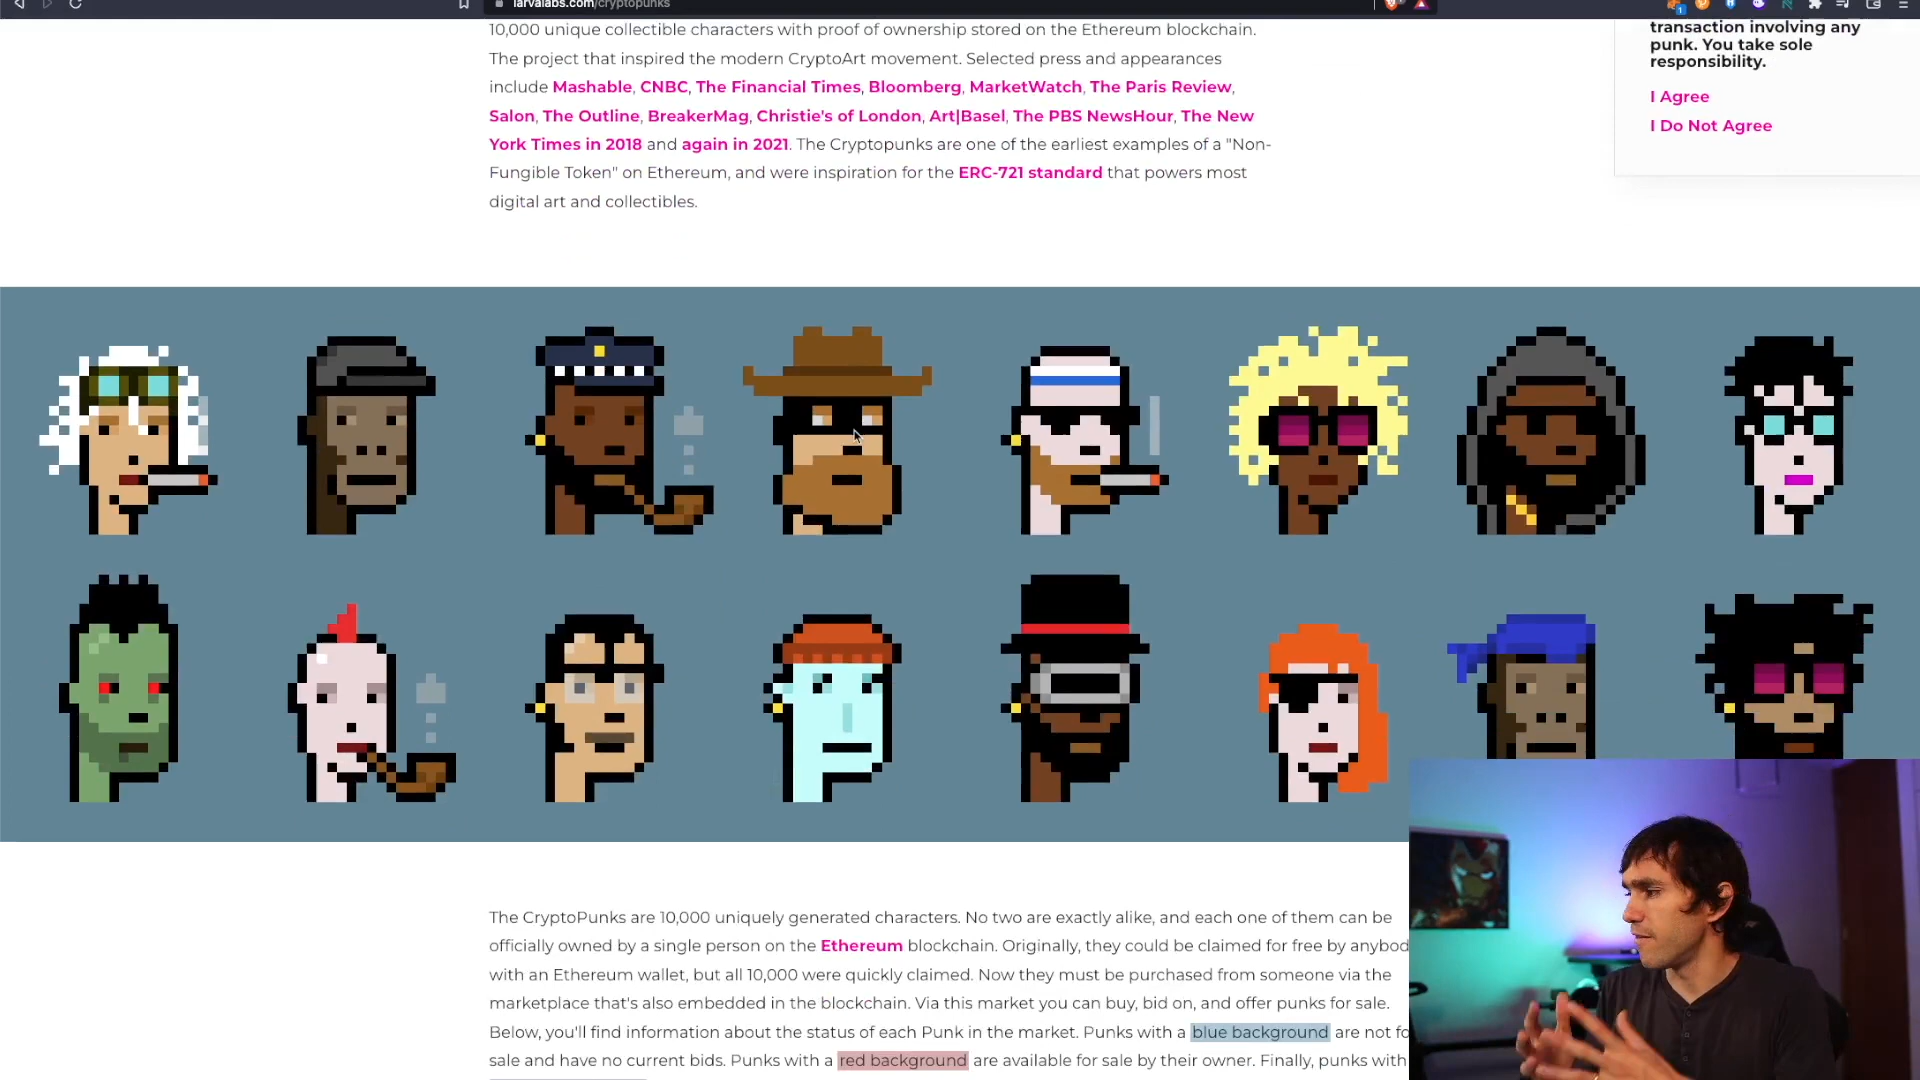 larvalabs.com/cryptopunks
10,000 unique collectible characters with proof of ownership stored on the Ethereum blockchain.
The project that inspired the modern CryptoArt movement. Selected press and appearances
include Mashable, CNBC, The Financial Times, Bloomberg, MarketWatch, The Paris Review,
Salon, The Outline, BreakerMag, Christie's of London, Art|Basel, The PBS NewsHour, The New
York Times in 2018 and again in 2021. The Cryptopunks are one of the earliest examples of a "Non-
Fungible Token" on Ethereum, and were inspiration for the ERC-721 standard that powers most
digital art and collectibles.
transaction involving any
punk. You take sole
responsibility.
I Agree
I Do Not Agree
The CryptoPunks are 10,000 uniquely generated characters. No two are exactly alike, and each one of them can be
officially owned by a single person on the Ethereum blockchain. Originally, they could be claimed for free by anybod
with an Ethereum wallet, but all 10,000 were quickly claimed. Now they must be purchased from someone via the
marketplace that's also embedded in the blockchain. Via this market you can buy, bid on, and offer punks for sale.
Below, you'll find information about the status of each Punk in the market. Punks with a blue background are not fo
sale and have no current bids. Punks with a red background are available for sale by their owner. Finally, punks with